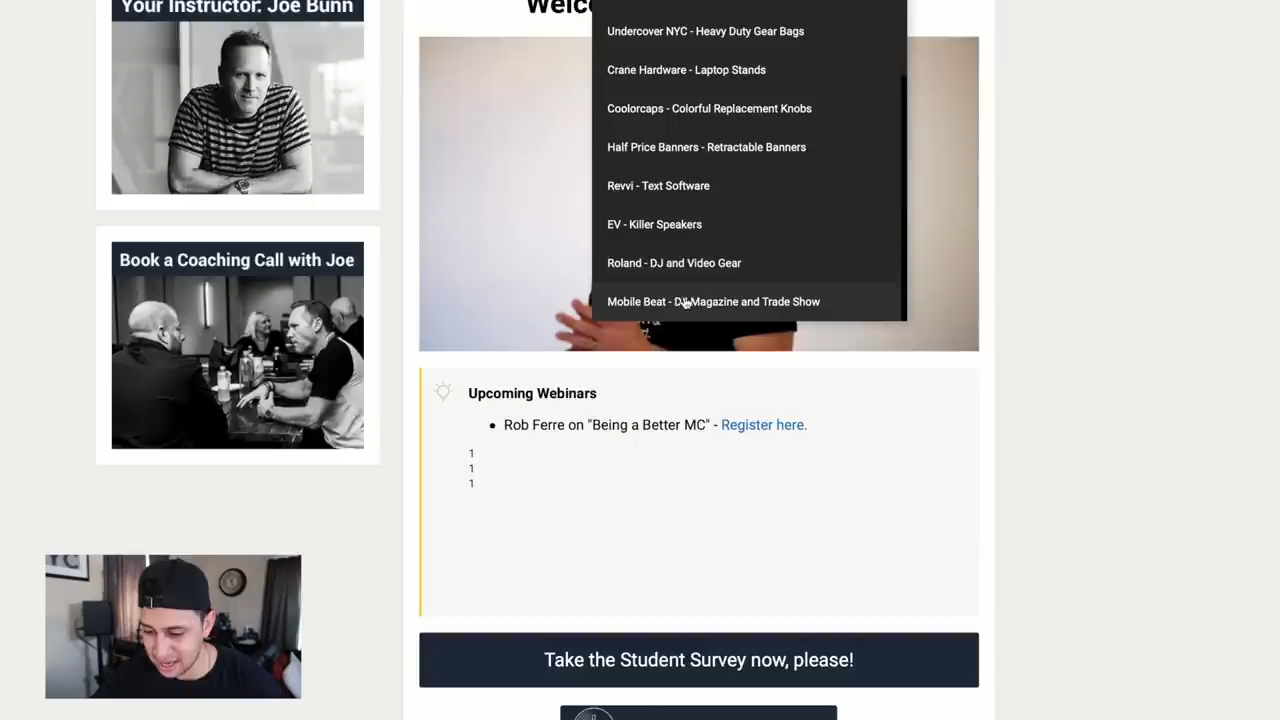 Your Instructor: Joe Bunn
Book a Coaching Call with Joe
Welco
Undercover NYC - Heavy Duty Gear Bags
Crane Hardware - Laptop Stands
Coolorcaps - Colorful Replacement Knobs
Half Price Banners - Retractable Banners
Revvi - Text Software
EV - Killer Speakers
Roland - DJ and Video Gear
Mobile Beat - DJ Magazine and Trade Show
Upcoming Webinars
• Rob Ferre on "Being a Better MC" - Register here.
1
1
1
Take the Student Survey now, please!
YC